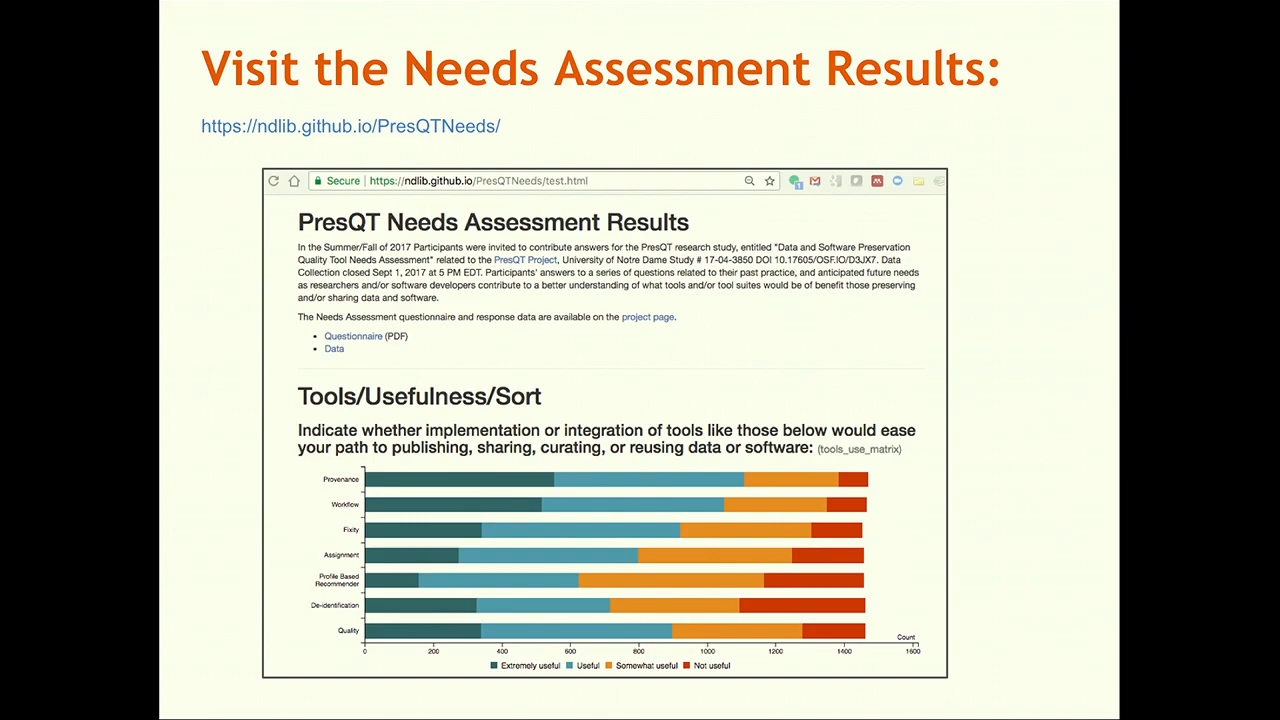 Visit the Needs Assessment Results:
https://ndlib.github.io/PresQTNeeds/
Secure | https://ndlib.github.io/PresQTNeeds/test.html
PresQT Needs Assessment Results
In the Summer/Fall of 2017 Participants were invited to contribute answers for the PresQT research study, entitled "Data and Software Preservation
Quality Tool Needs Assessment" related to the PresQT Project, University of Notre Dame Study # 17-04-3850 DOI 10.17605/OSF.IO/D3JX7. Data
Collection closed Sept 1, 2017 at 5 PM EDT. Participants' answers to a series of questions related to their past practice, and anticipated future needs
as researchers and/or software developers contribute to a better understanding of what tools and/or tool suites would be of benefit those preserving
and/or sharing data and software.
The Needs Assessment questionnaire and response data are available on the project page.
• Questionnaire (PDF)
• Data
Tools/Usefulness/Sort
Indicate whether implementation or integration of tools like those below would ease
your path to publishing, sharing, curating, or reusing data or software: (tools_use_matrix)
Provenance
Workflow
Fixity
Assignment
Profile Based
Recommender
De-identification
Quality
Count
0 200 400 600 800 1000 1200 1400 1600
Extremely useful Useful Somewhat useful Not useful